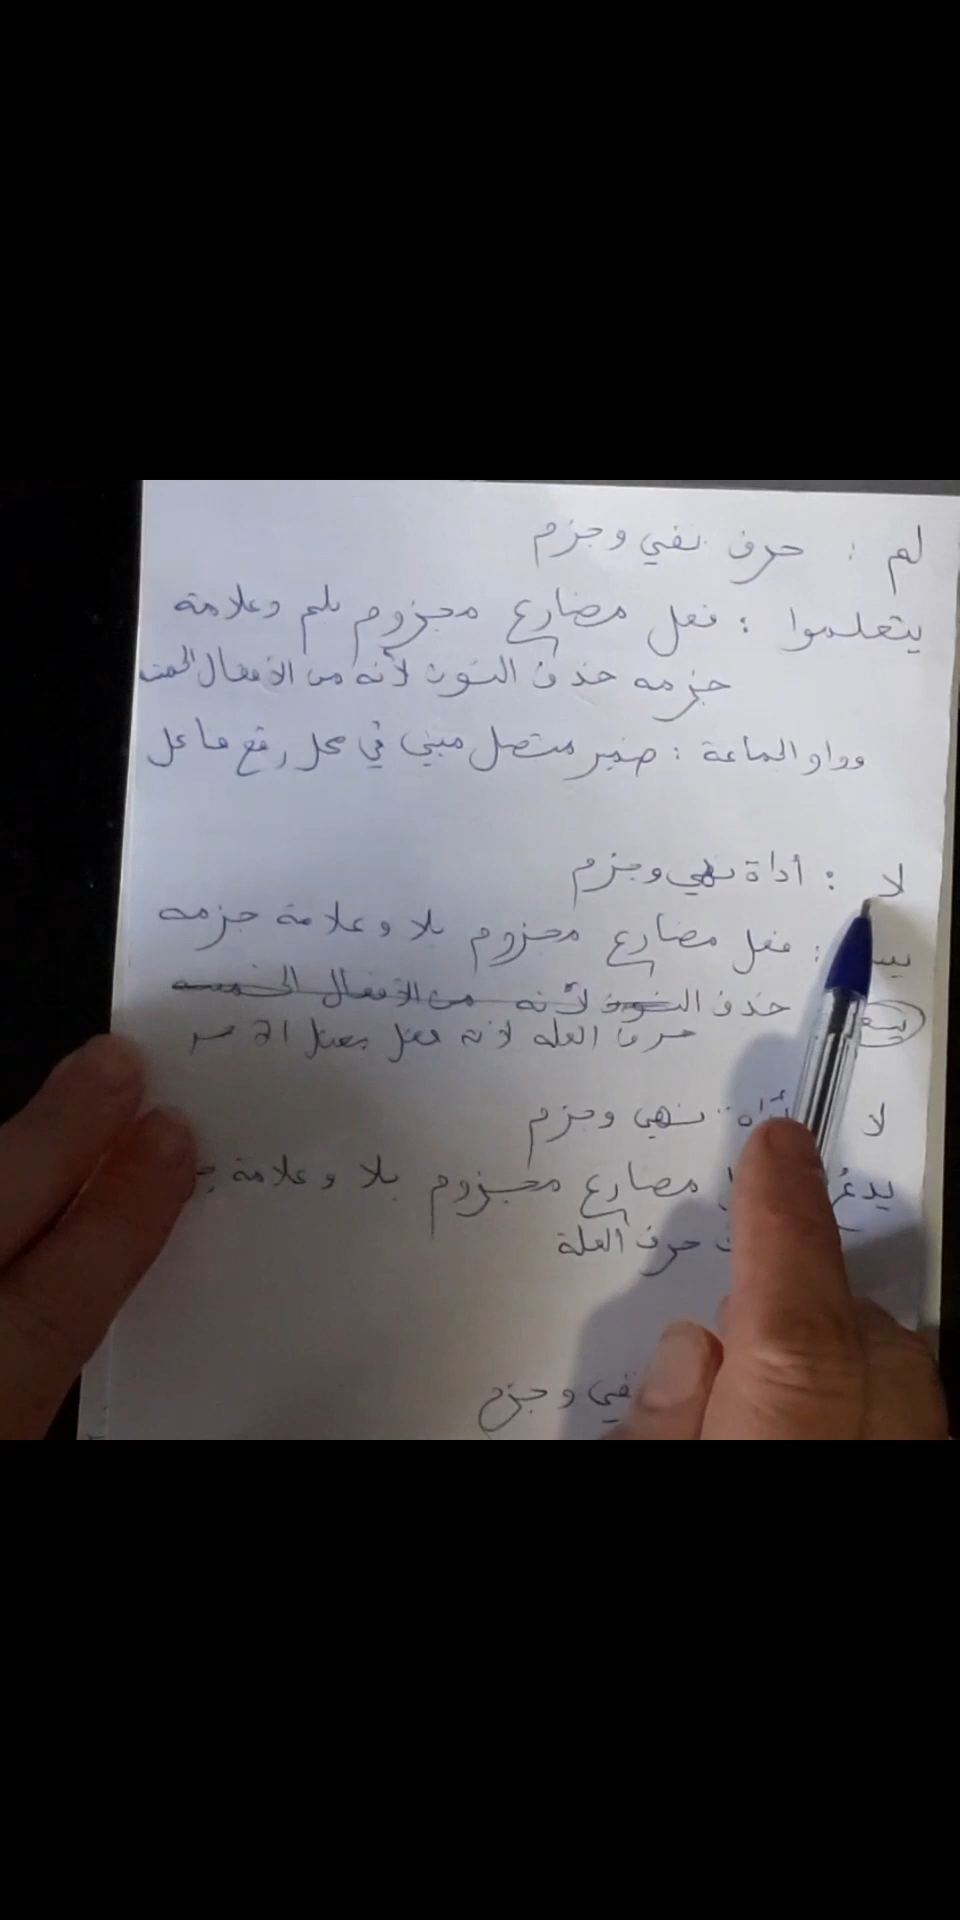 لم : حرف نفي وجزم
يتعلموا : فعل مضارع مجزوم بلم وعلامة
جزمه حذف النون لأنه من الأفعال الخمسة
وواو الجماعة : ضمير متصل مبني في محل رفع فاعل
لا : أداة نهي وجزم
: فعل مضارع مجزوم بلا وعلامة جزمه
حذف النون لأنه من الأفعال الخمسة
حرف العلة لأنه فعل معتل الآخر
لا أداة نهي وجزم
مضارع مجزوم بلا وعلامة
حرف العلة
وجزم